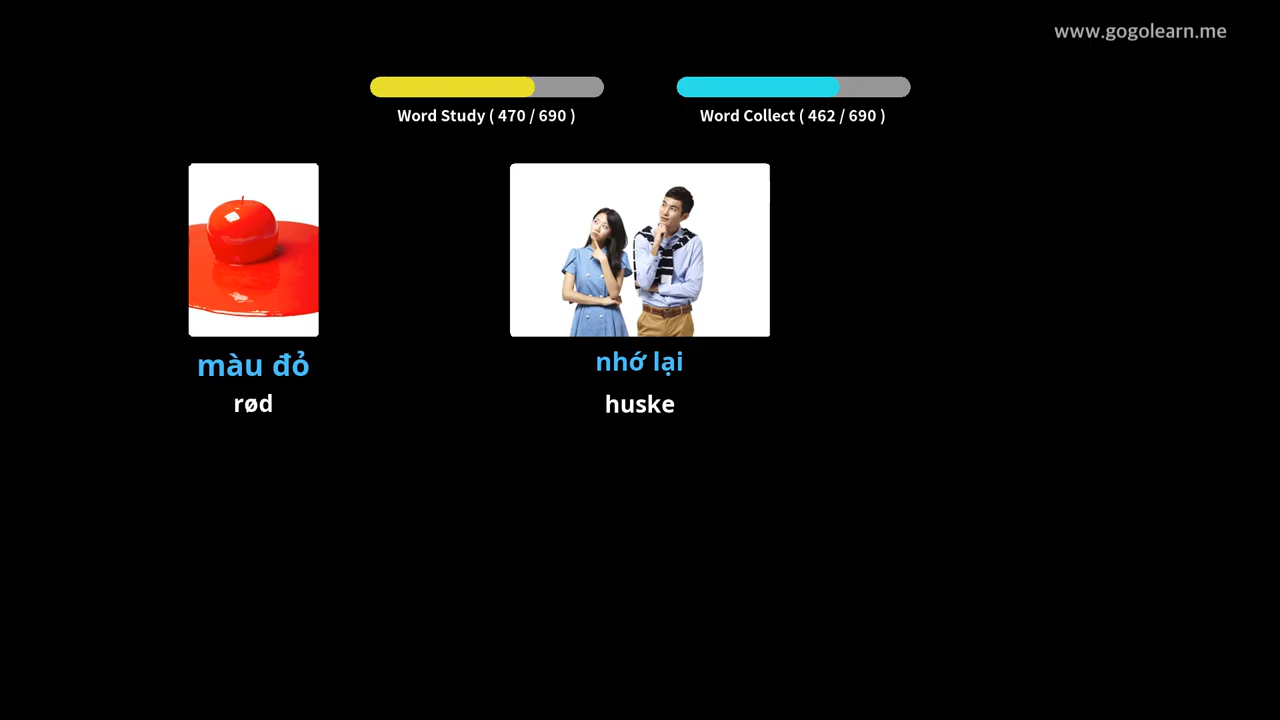 www.gogolearn.me
Word Study ( 470 / 690 )
Word Collect ( 462 / 690 )
màu đỏ
rød
nhớ lại
huske